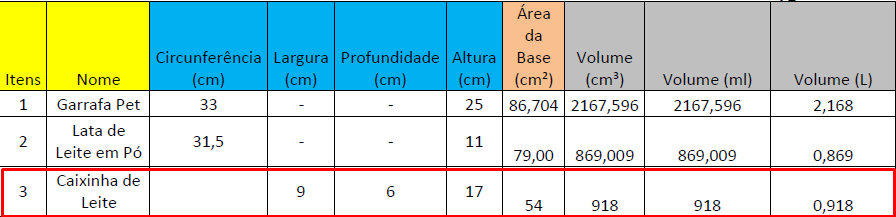 Itens Nome Circunferência (cm) Largura (cm) Profundidade (cm) Altura (cm) Área da Base (cm²) Volume (cm³) Volume (ml) Volume (L)
1 Garrafa Pet 33 - - 25 86,704 2167,596 2167,596 2,168
2 Lata de Leite em Pó 31,5 - - 11 79,00 869,009 869,009 0,869
3 Caixinha de Leite 9 6 17 54 918 918 0,918